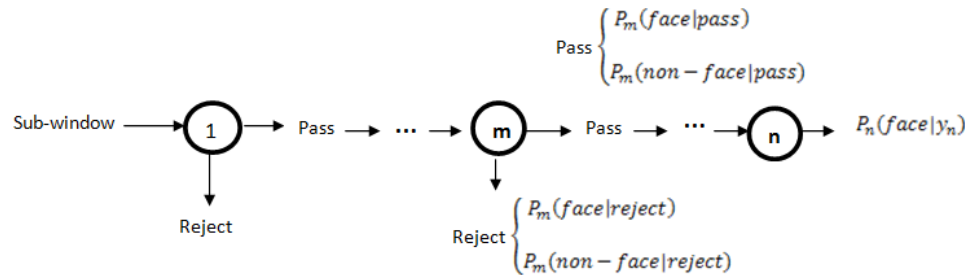 Pass { P_m(face|pass)
P_m(non − face|pass)
Sub-window 1 Pass ... m Pass ... n P_n(face|y_n)
Reject
Reject { P_m(face|reject)
P_m(non − face|reject)